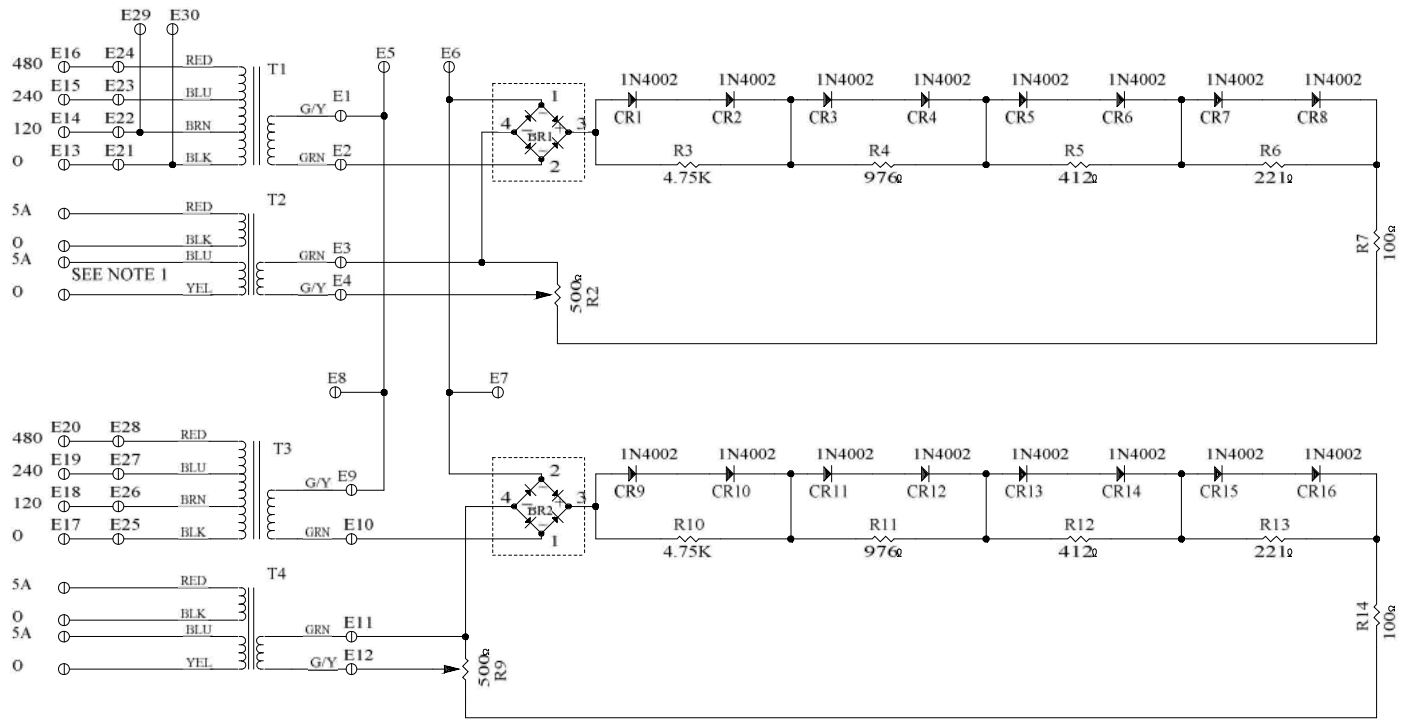 E29 E30
E16 E24 RED T1 E5 E6
480
E15 E23 BLU
240
E14 E22 BRN G/Y E1
120
E13 E21 BLK GRN E2
0
1 4 BR1 3 2 − + − −
1N4002 1N4002 1N4002 1N4002 1N4002 1N4002 1N4002 1N4002
CR1 CR2 CR3 CR4 CR5 CR6 CR7 CR8
R3 R4 R5 R6
4.75K 976Ω 412Ω 221Ω
R7 100Ω
T2
5A RED
0 BLK
5A BLU GRN E3
SEE NOTE 1
0 YEL G/Y E4
500Ω R2
E8 E7
E20 E28 RED T3
480
E19 E27 BLU G/Y E9
240
E18 E26 BRN
120
E17 E25 BLK GRN E10
0
2 4 BR2 3 1 − + − −
1N4002 1N4002 1N4002 1N4002 1N4002 1N4002 1N4002 1N4002
CR9 CR10 CR11 CR12 CR13 CR14 CR15 CR16
R10 R11 R12 R13
4.75K 976Ω 412Ω 221Ω
R14 100Ω
T4
5A RED
0 BLK
5A BLU GRN E11
0 YEL G/Y E12
500Ω R9